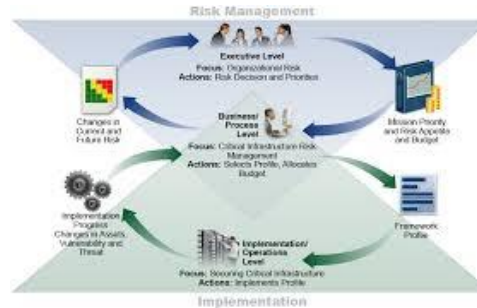 Risk Management
Executive Level
Focus: Organizational Risk
Actions: Risk Decision and Priorities
Changes in
Current and
Future Risk
Business/
Process
Level
Mission Priority
and Risk Appetite
and Budget
Focus: Critical Infrastructure Risk
Management
Actions: Selects Profile, Allocates
Budget
Implementation
Progress
Changes in Assets,
Vulnerability and
Threat
Framework
Profile
Implementation/
Operations
Level
Focus: Securing Critical Infrastructure
Actions: Implements Profile
Implementation